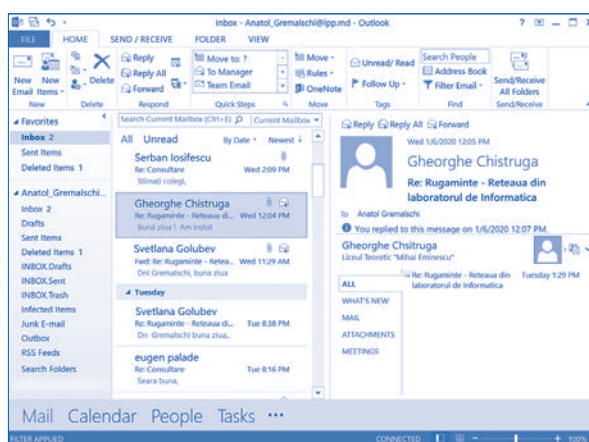 Inbox - Anatol_Gremalschi@ipp.md - Outlook
FILE HOME SEND / RECEIVE FOLDER VIEW
New Email
New Items
Delete
Reply
Reply All
Forward
Move to: ?
To Manager
Team Email
Move
Rules
OneNote
Unread/ Read
Follow Up
Search People
Address Book
Filter Email
Send/Receive All Folders
New Delete Respond Quick Steps Move Tags Find Send/Receive
Favorites
Inbox 2
Sent Items
Deleted Items 1
Anatol_Gremalschi...
Inbox 2
Drafts
Sent Items
Deleted Items 1
INBOX.Drafts
INBOX.Sent
INBOX.Trash
Infected Items
Junk E-mail
Outbox
RSS Feeds
Search Folders
Search Current Mailbox (Ctrl+E) Current Mailbox
All Unread By Date Newest ↓
Serban Iosifescu
Re: Consultare Wed 2:09 PM
Stimați colegi,
Gheorghe Chistruga
Re: Rugaminte - Reteaua di... Wed 12:04 PM
Bună ziua ! Am instal
Svetlana Golubev
Fwd: Re: Rugaminte - Retea... Wed 11:29 AM
Dnl Gremalschi, buna ziua
Tuesday
Svetlana Golubev
Re: Rugaminte - Reteaua di... Tue 8:38 PM
Dn Gremalschi buna ziua,
eugen palade
Re: Consultare Tue 8:16 PM
Seara buna,
Reply Reply All Forward
Wed 1/6/2020 12:05 PM
Gheorghe Chistruga
Re: Rugaminte - Reteaua din
laboratorul de Informatica
To Anatol Gremalschi
You replied to this message on 1/6/2020 12:07 PM.
Gheorghe Chsitruga
Liceul Teoretic "Mihai Eminescu"
Re: Rugaminte - Reteaua din Tuesday 1:29 PM
laboratorul de Informatica
ALL
WHAT'S NEW
MAIL
ATTACHMENTS
MEETINGS
Mail Calendar People Tasks •••
FILTER APPLIED CONNECTED 100%